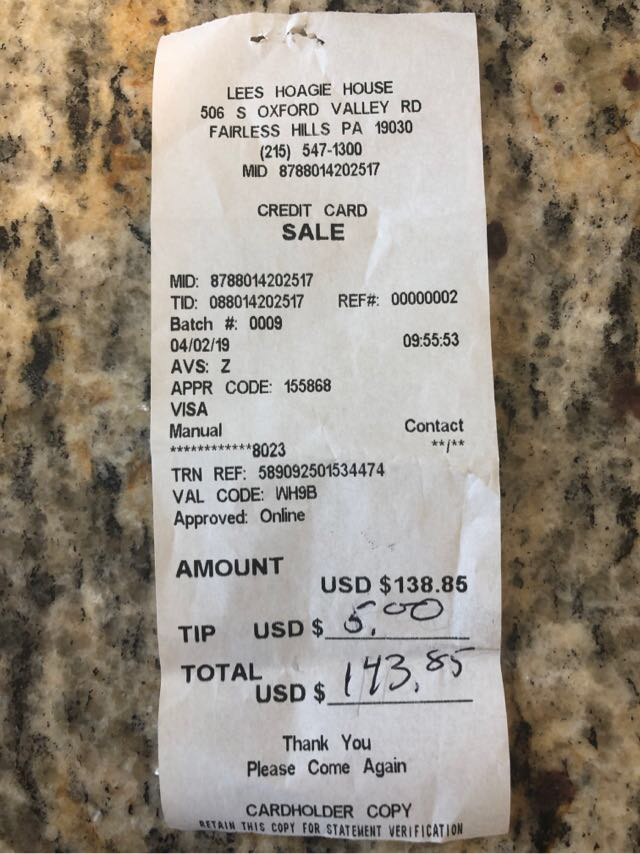 LEES HOAGIE HOUSE
506 S OXFORD VALLEY RD
FAIRLESS HILLS PA 19030
(215) 547-1300
MID 8788014202517
CREDIT CARD
SALE
MID: 8788014202517
TID: 088014202517 REF#: 00000002
Batch #: 0009
04/02/19 09:55:53
AVS: Z
APPR CODE: 155868
VISA
Manual Contact
************8023 **/**
TRN REF: 589092501534474
VAL CODE: WH9B
Approved: Online
AMOUNT
USD $138.85
TIP USD $ 5.00
TOTAL
USD $ 143.85
Thank You
Please Come Again
CARDHOLDER COPY
RETAIN THIS COPY FOR STATEMENT VERIFICATION